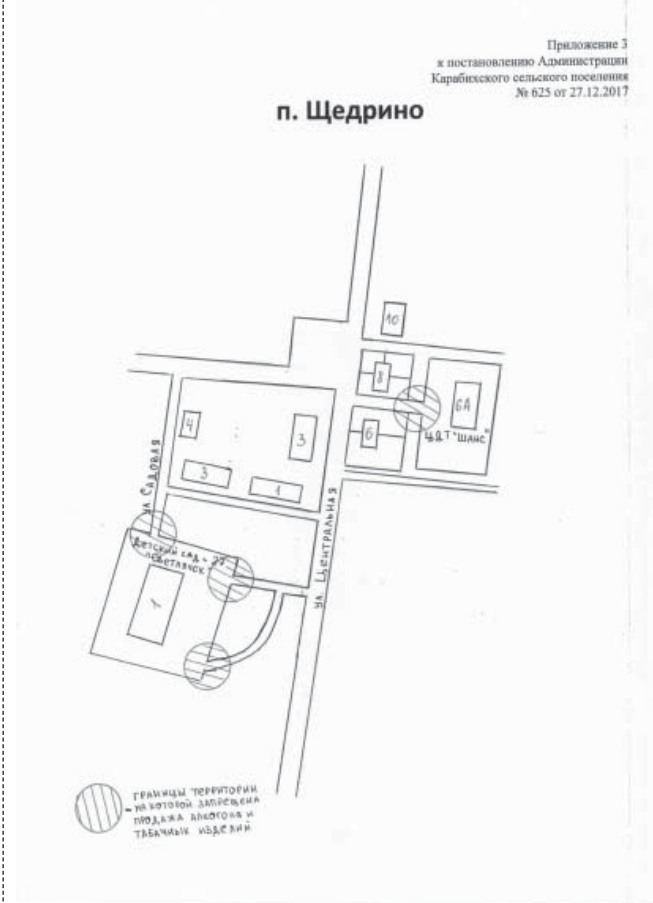 Приложение 3
к постановлению Администрации
Карабихского сельского поселения
№ 625 от 27.12.2017
п. Щедрино
10
8
6А
6
ЦДТ "ШАНС"
4
3
3
1
ул САДОВАЯ
ул. ЦЕНТРАЛЬНАЯ
Детский сад - 27
"Светлячок"
1
ГРАНИЦЫ ТЕРРИТОРИИ
- НА КОТОРОЙ ЗАПРЕЩЕНА
ПРОДАЖА АЛКОГОЛЯ И
ТАБАЧНЫХ ИЗДЕЛИЙ